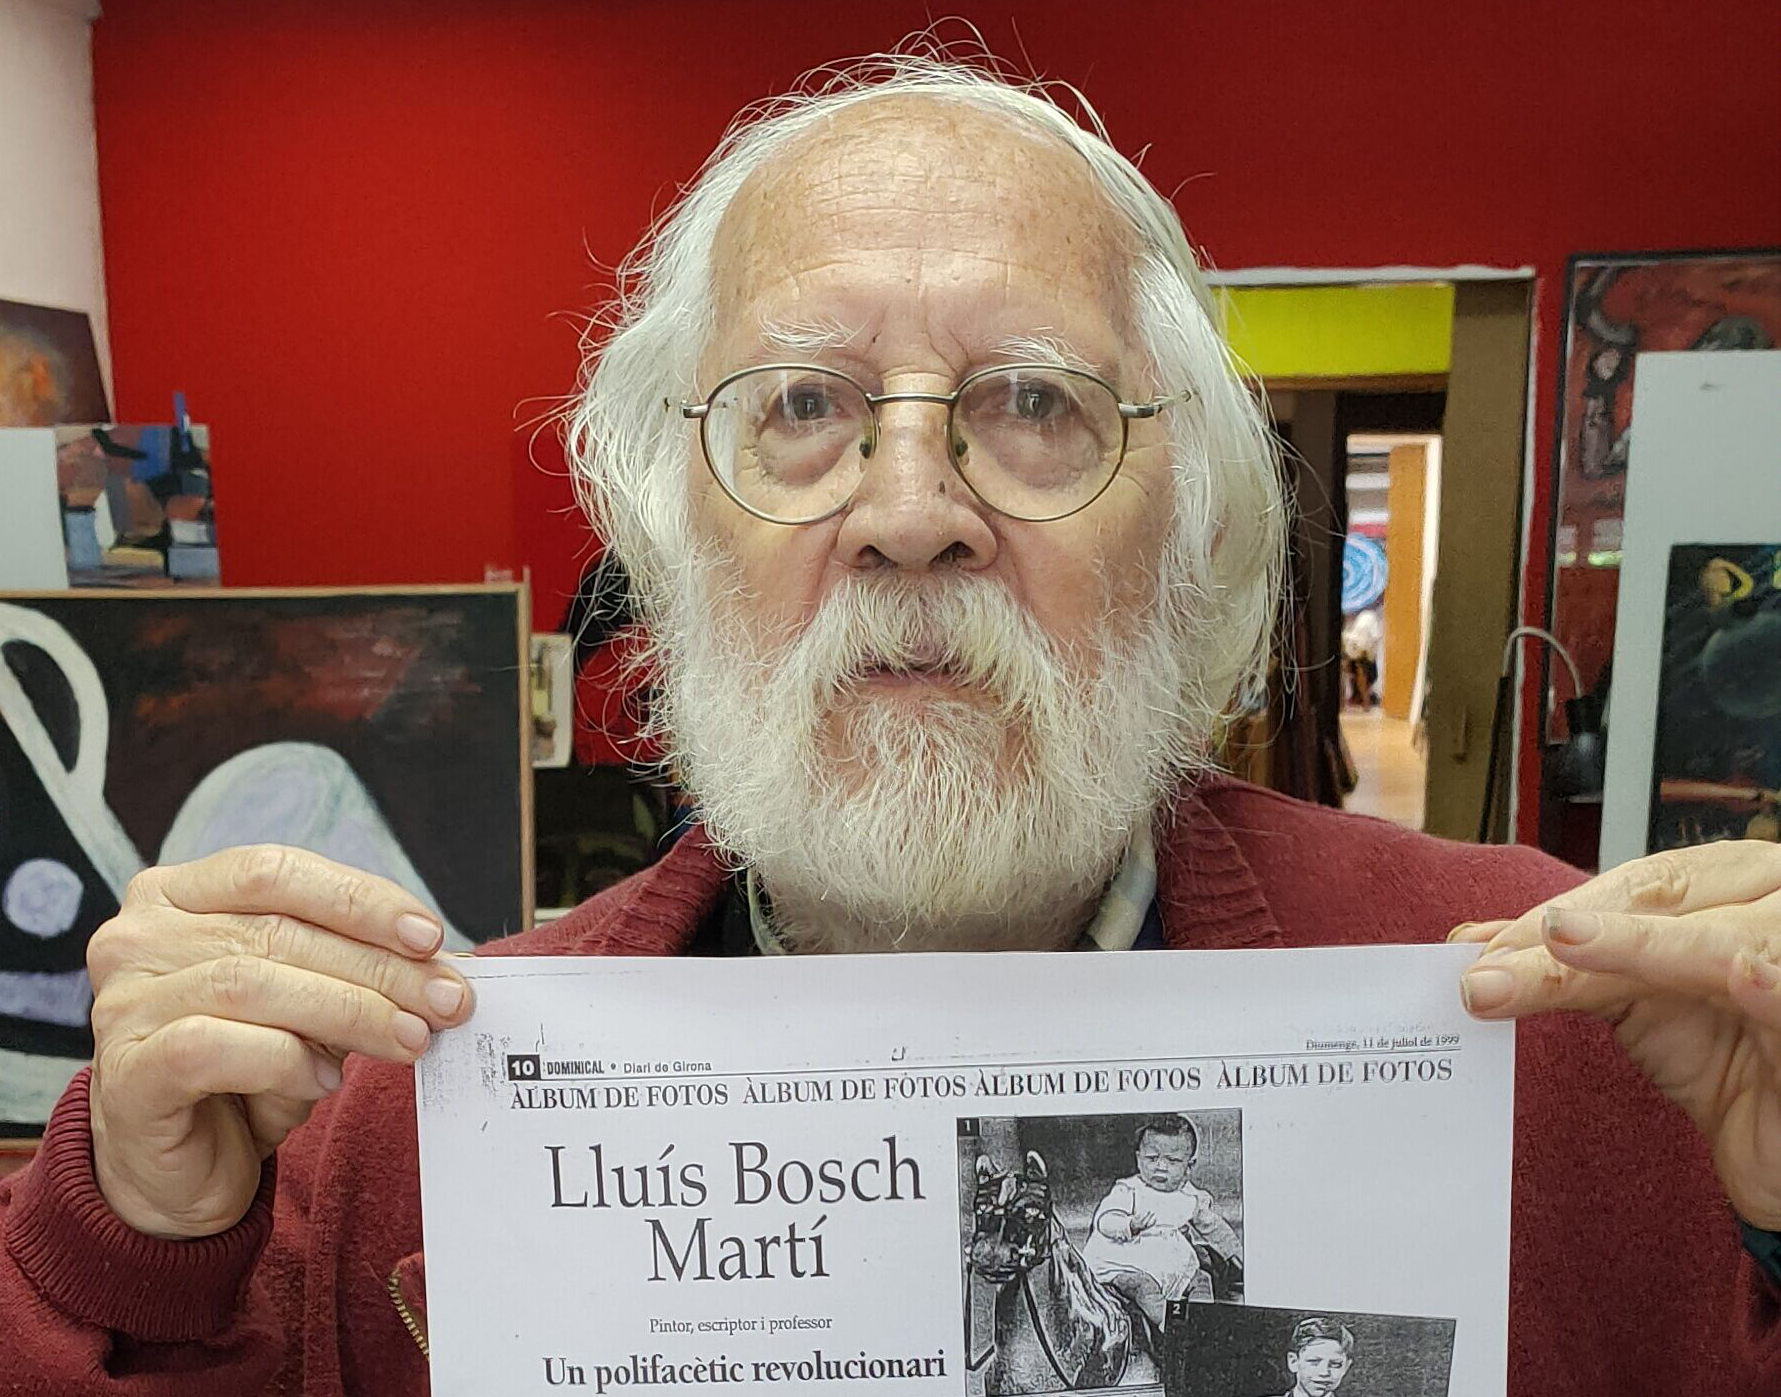 10 DOMINICAL • Diari de Girona
Diumenge, 11 de juliol de 1999
ÀLBUM DE FOTOS ÀLBUM DE FOTOS ÀLBUM DE FOTOS ÀLBUM DE FOTOS
Lluís Bosch
Martí
Pintor, escriptor i professor
Un polifacètic revolucionari
1
2